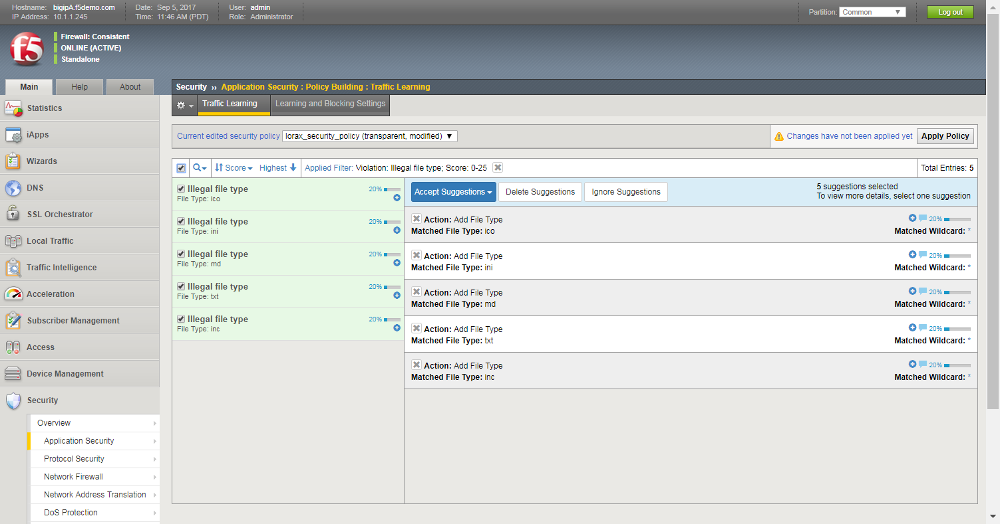 Hostname: bigipA.f5demo.com Date: Sep 5, 2017 User: admin
IP Address: 10.1.1.245 Time: 11:46 AM (PDT) Role: Administrator
Partition: Common Log out
f5
Firewall: Consistent
ONLINE (ACTIVE)
Standalone
Main Help About
Security ›› Application Security : Policy Building : Traffic Learning
Traffic Learning Learning and Blocking Settings
Current edited security policy lorax_security_policy (transparent, modified) Changes have not been applied yet Apply Policy
Score Highest Applied Filter: Violation: Illegal file type; Score: 0-25 Total Entries: 5
Illegal file type 20%
File Type: ico
Illegal file type 20%
File Type: ini
Illegal file type 20%
File Type: md
Illegal file type 20%
File Type: txt
Illegal file type 20%
File Type: inc
Accept Suggestions Delete Suggestions Ignore Suggestions
5 suggestions selected
To view more details, select one suggestion
Action: Add File Type 20%
Matched File Type: ico Matched Wildcard: *
Action: Add File Type 20%
Matched File Type: ini Matched Wildcard: *
Action: Add File Type 20%
Matched File Type: md Matched Wildcard: *
Action: Add File Type 20%
Matched File Type: txt Matched Wildcard: *
Action: Add File Type 20%
Matched File Type: inc Matched Wildcard: *
Statistics
iApps
Wizards
DNS
SSL Orchestrator
Local Traffic
Traffic Intelligence
Acceleration
Subscriber Management
Access
Device Management
Security
Overview
Application Security
Protocol Security
Network Firewall
Network Address Translation
DoS Protection